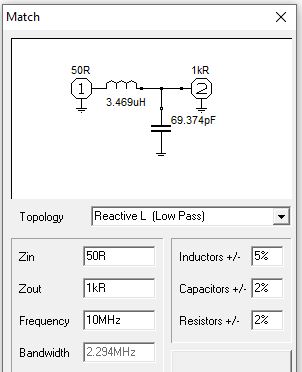 Match
50R 1kR
1 2
3.469uH
69.374pF
Topology Reactive L (Low Pass)
Zin 50R Inductors +/- 5%
Zout 1kR Capacitors +/- 2%
Frequency 10MHz Resistors +/- 2%
Bandwidth 2.294MHz